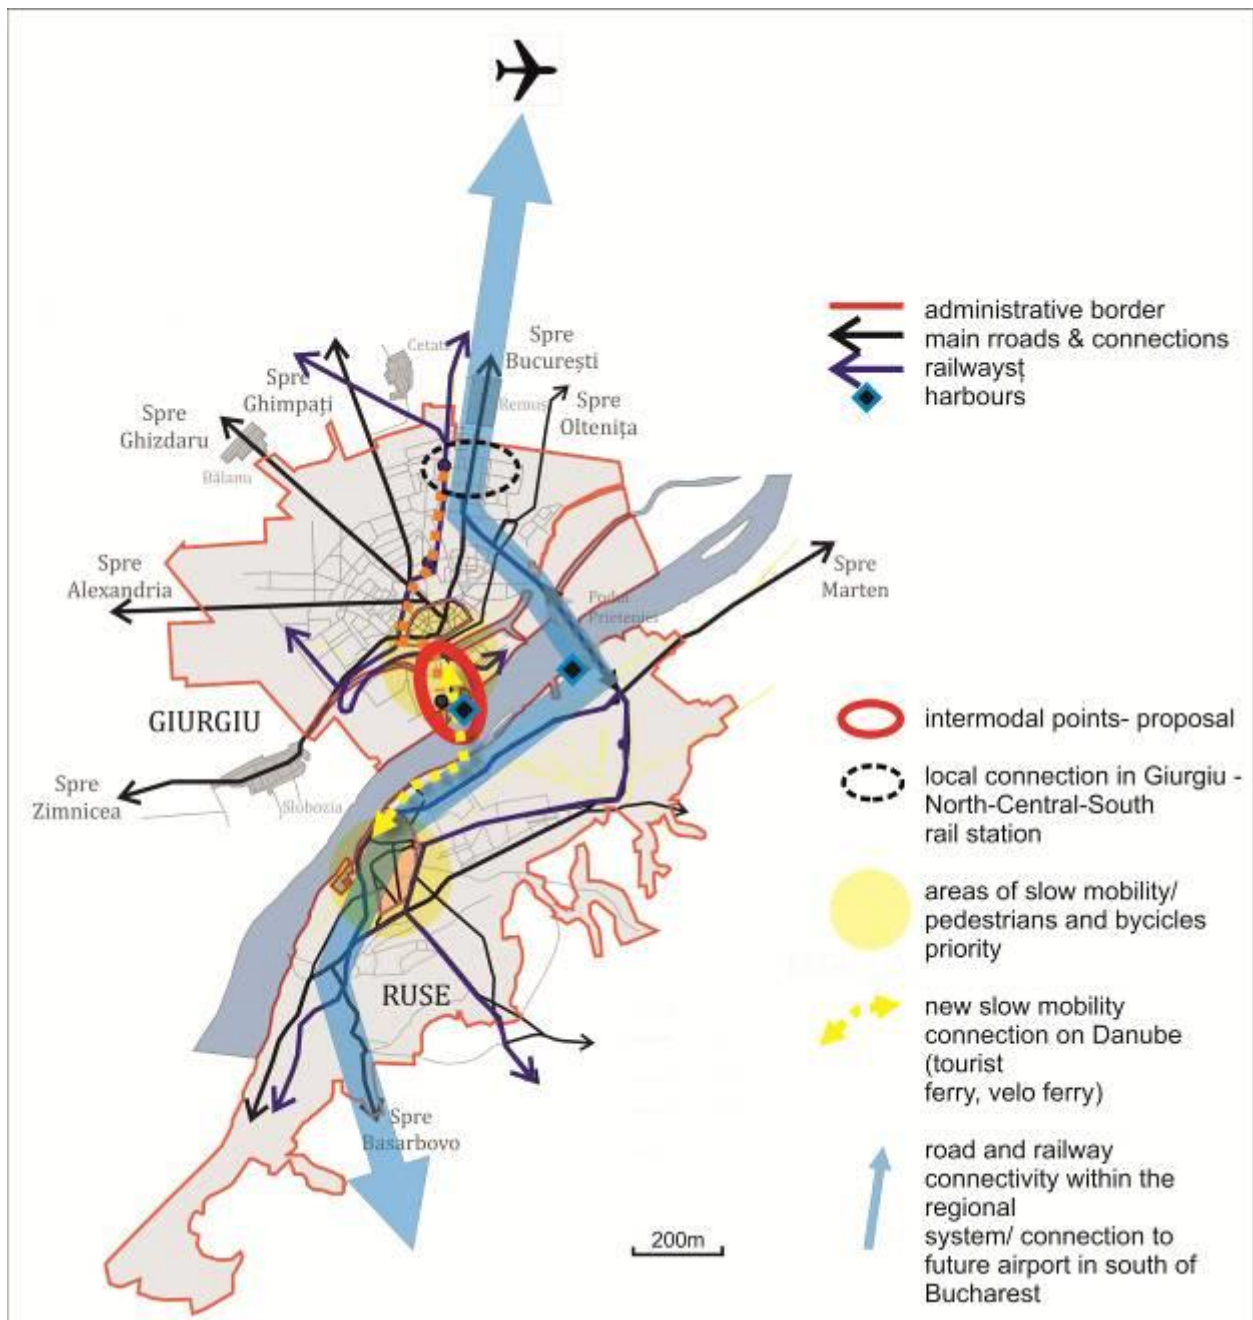 Spre
București
Cetat
Spre
Ghimpați
Remuș
Spre
Oltenița
Spre
Ghizdaru
Bălanu
Spre
Alexandria
Podul
Prieteniei
Spre
Marten
GIURGIU
Spre
Zimnicea
Slobozia
RUSE
Spre
Basarbovo
200m
administrative border
main rroads & connections
railwaysț
harbours
intermodal points- proposal
local connection in Giurgiu -
North-Central-South
rail station
areas of slow mobility/
pedestrians and bycicles
priority
new slow mobility
connection on Danube
(tourist
ferry, velo ferry)
road and railway
connectivity within the
regional
system/ connection to
future airport in south of
Bucharest